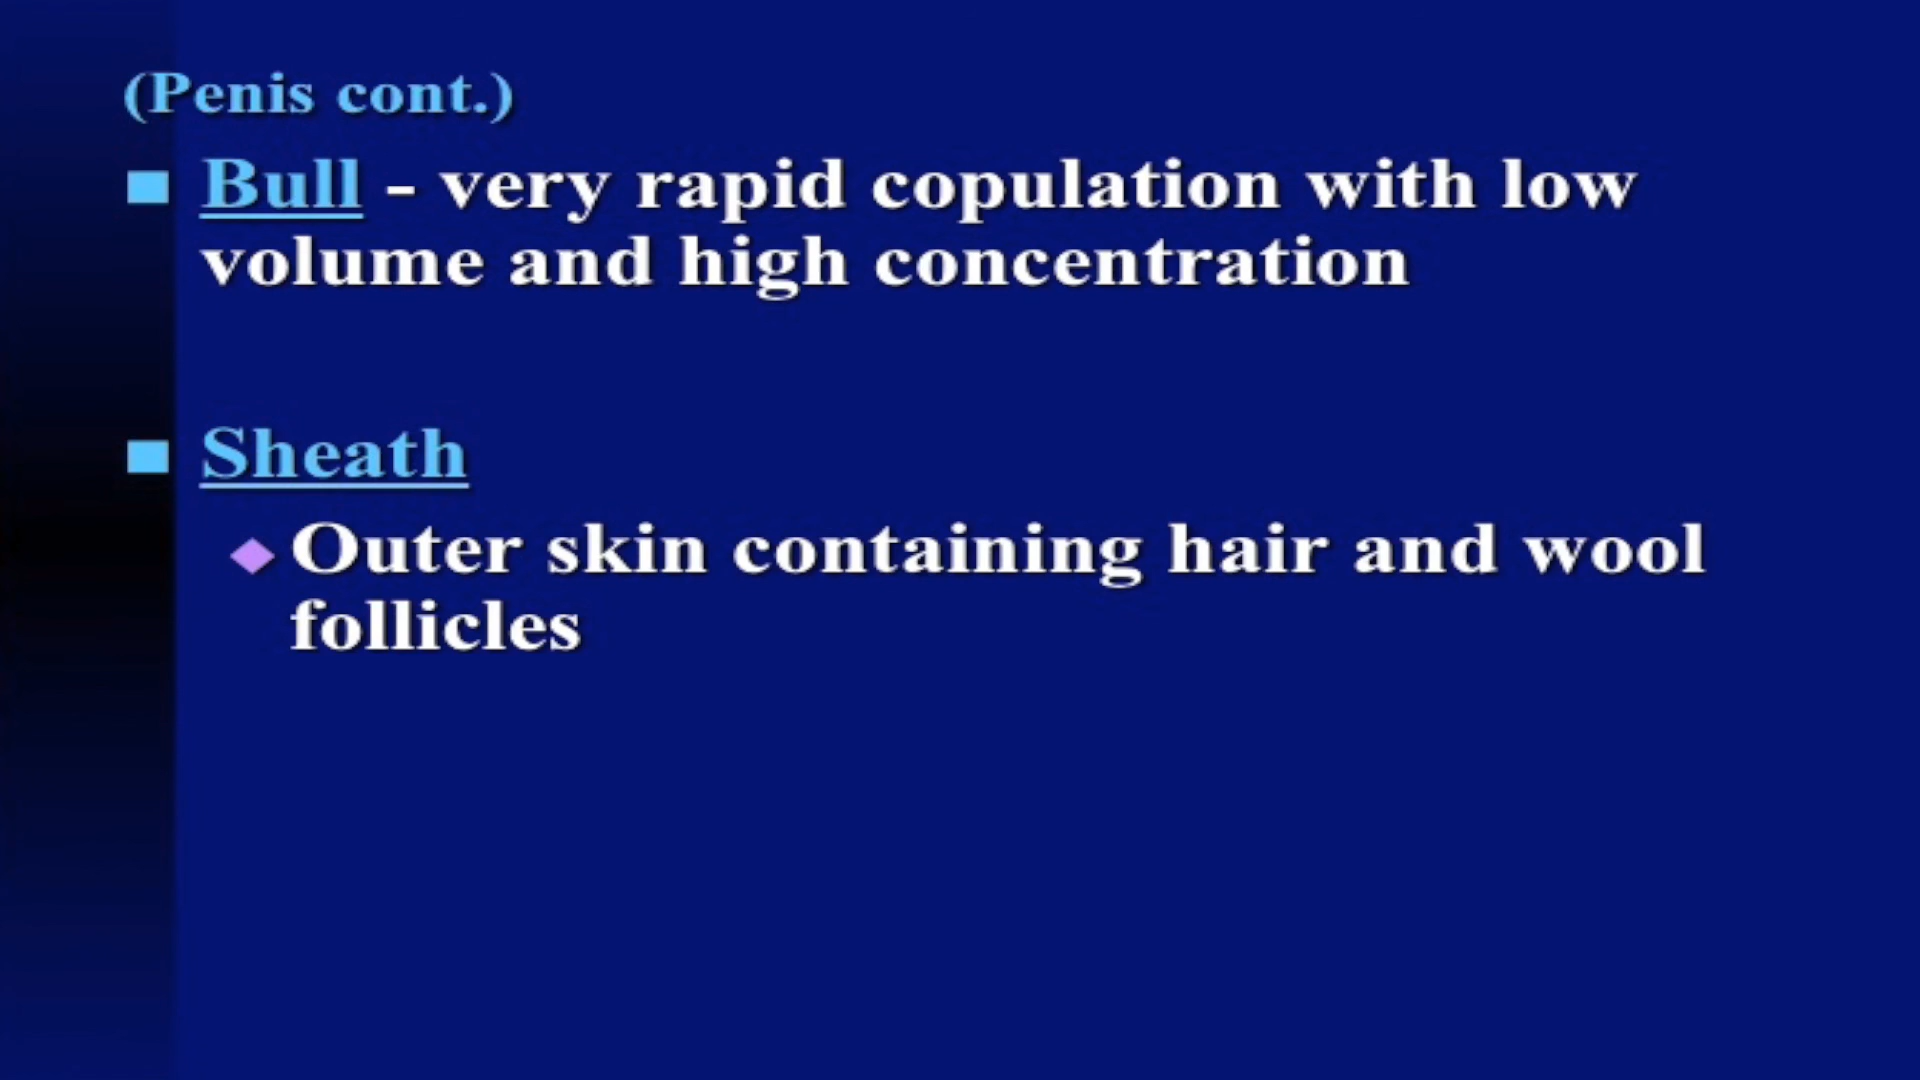 (Penis cont.)
Bull - very rapid copulation with low
volume and high concentration
Sheath
Outer skin containing hair and wool
follicles